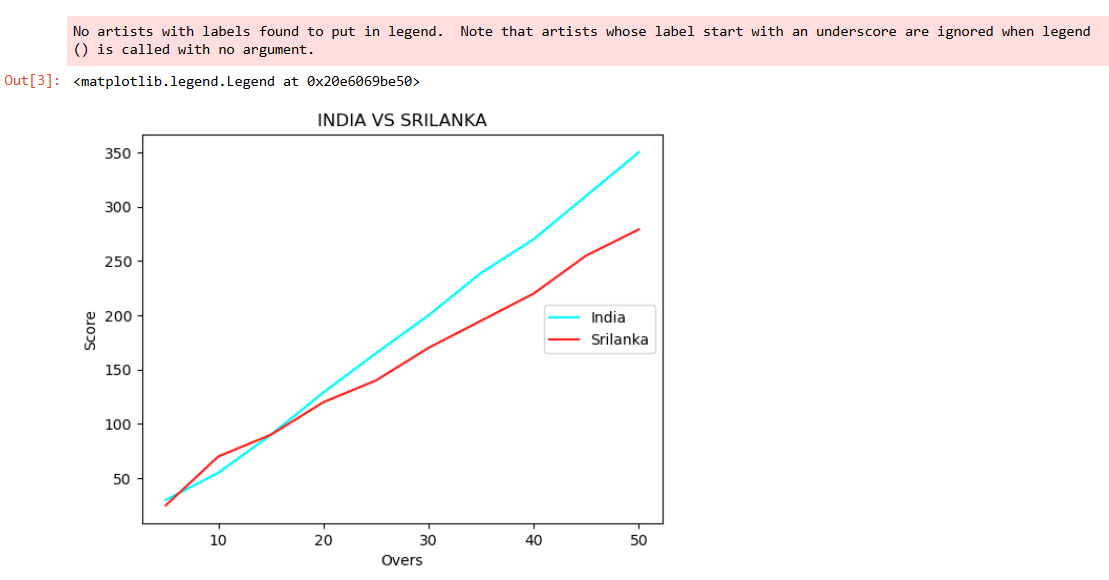 No artists with labels found to put in legend.  Note that artists whose label start with an underscore are ignored when legend
() is called with no argument.
Out[3]: <matplotlib.legend.Legend at 0x20e6069be50>
INDIA VS SRILANKA
350
300
250
200
150
100
50
Score
India
Srilanka
10 20 30 40 50
Overs